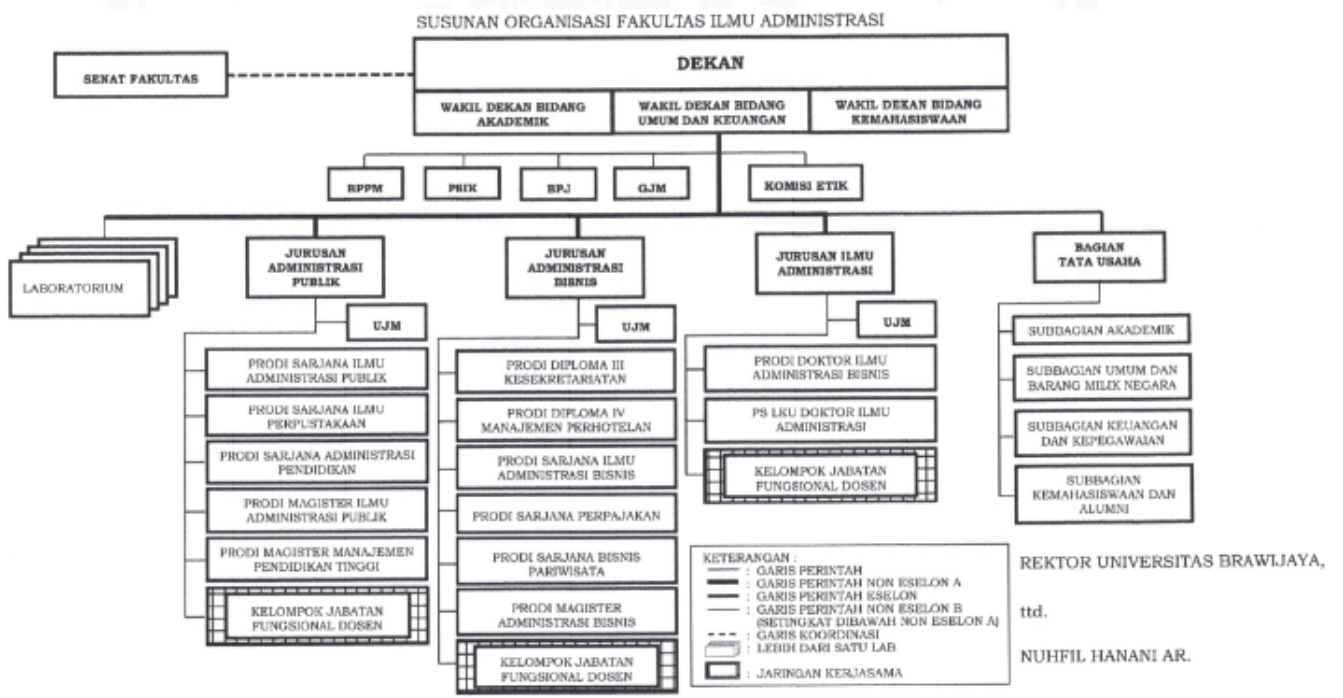 SUSUNAN ORGANISASI FAKULTAS ILMU ADMINISTRASI
SENAT FAKULTAS
DEKAN
WAKIL DEKAN BIDANG
AKADEMIK
WAKIL DEKAN BIDANG
UMUM DAN KEUANGAN
WAKIL DEKAN BIDANG
KEMAHASISWAAN
BPPM
PSIK
BPJ
GJM
KOMISI ETIK
LABORATORIUM
JURUSAN
ADMINISTRASI
PUBLIK
UJM
PRODI SARJANA ILMU
ADMINISTRASI PUBLIK
PRODI SARJANA ILMU
PERPUSTAKAAN
PRODI SARJANA ADMINISTRASI
PENDIDIKAN
PRODI MAGISTER ILMU
ADMINISTRASI PUBLIK
PRODI MAGISTER MANAJEMEN
PENDIDIKAN TINGGI
KELOMPOK JABATAN
FUNGSIONAL DOSEN
JURUSAN
ADMINISTRASI
BISNIS
UJM
PRODI DIPLOMA III
KESEKRETARIATAN
PRODI DIPLOMA IV
MANAJEMEN PERHOTELAN
PRODI SARJANA ILMU
ADMINISTRASI BISNIS
PRODI SARJANA PERPAJAKAN
PRODI SARJANA BISNIS
PARIWISATA
PRODI MAGISTER
ADMINISTRASI BISNIS
KELOMPOK JABATAN
FUNGSIONAL DOSEN
JURUSAN ILMU
ADMINISTRASI
UJM
PRODI DOKTOR ILMU
ADMINISTRASI BISNIS
PS LKU DOKTOR ILMU
ADMINISTRASI
KELOMPOK JABATAN
FUNGSIONAL DOSEN
BAGIAN
TATA USAHA
SUBBAGIAN AKADEMIK
SUBBAGIAN UMUM DAN
BARANG MILIK NEGARA
SUBBAGIAN KEUANGAN
DAN KEPEGAWAIAN
SUBBAGIAN
KEMAHASISWAAN DAN
ALUMNI
KETERANGAN :
: GARIS PERINTAH
: GARIS PERINTAH NON ESELON A
: GARIS PERINTAH ESELON
: GARIS PERINTAH NON ESELON B
(SETINGKAT DIBAWAH NON ESELON A)
: GARIS KOORDINASI
: LEBIH DARI SATU LAB
: JARINGAN KERJASAMA
REKTOR UNIVERSITAS BRAWIJAYA,
ttd.
NUHFIL HANANI AR.